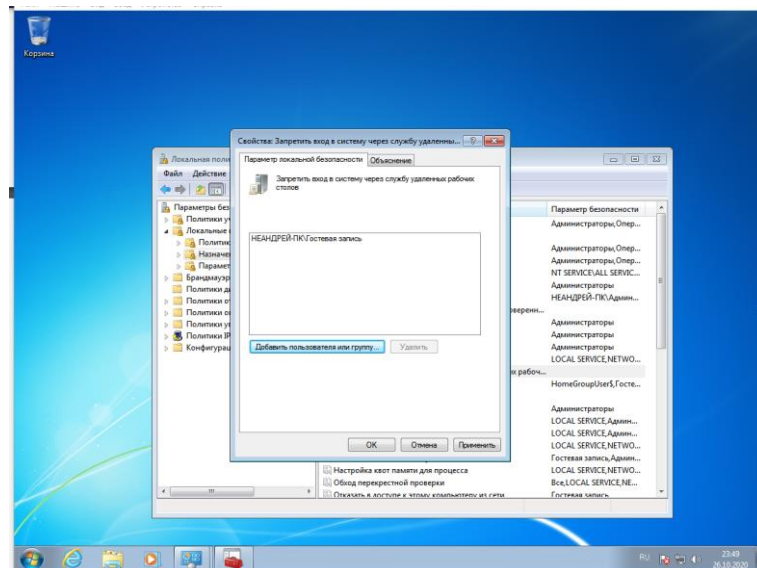 Корзина
Свойства: Запретить вход в систему через службу удаленны...
Параметр локальной безопасности
Объяснение
Запретить вход в систему через службу удаленных рабочих
столов
НЕАНДРЕЙ-ПК\Гостевая запись
Добавить пользователя или группу...
Удалить
ОК
Отмена
Применить
Локальная поли
Файл Действие
Параметры без
Политики уч
Локальные
Политик
Назначе
Парамет
Брандмауэр
Политики д
Политики о
Политики о
Политики у
Политики IP
Конфигурац
Параметр безопасности
Администраторы,Опер...
Администраторы,Опер...
Администраторы,Опер...
NT SERVICE\ALL SERVIC...
Администраторы
НЕАНДРЕЙ-ПК\Админ...
оверенн...
Администраторы
Администраторы
Администраторы
LOCAL SERVICE,NETWO...
х рабоч...
HomeGroupUser$,Госте...
Администраторы
LOCAL SERVICE,Админ...
LOCAL SERVICE,Админ...
LOCAL SERVICE,NETWO...
Гостевая запись,Админ...
Настройка квот памяти для процесса
LOCAL SERVICE,NETWO...
Обход перекрестной проверки
Все,LOCAL SERVICE,NE...
Отказать в доступе к этому компьютеру из сети
Гостевая запись
RU
23:49
26.10.2020